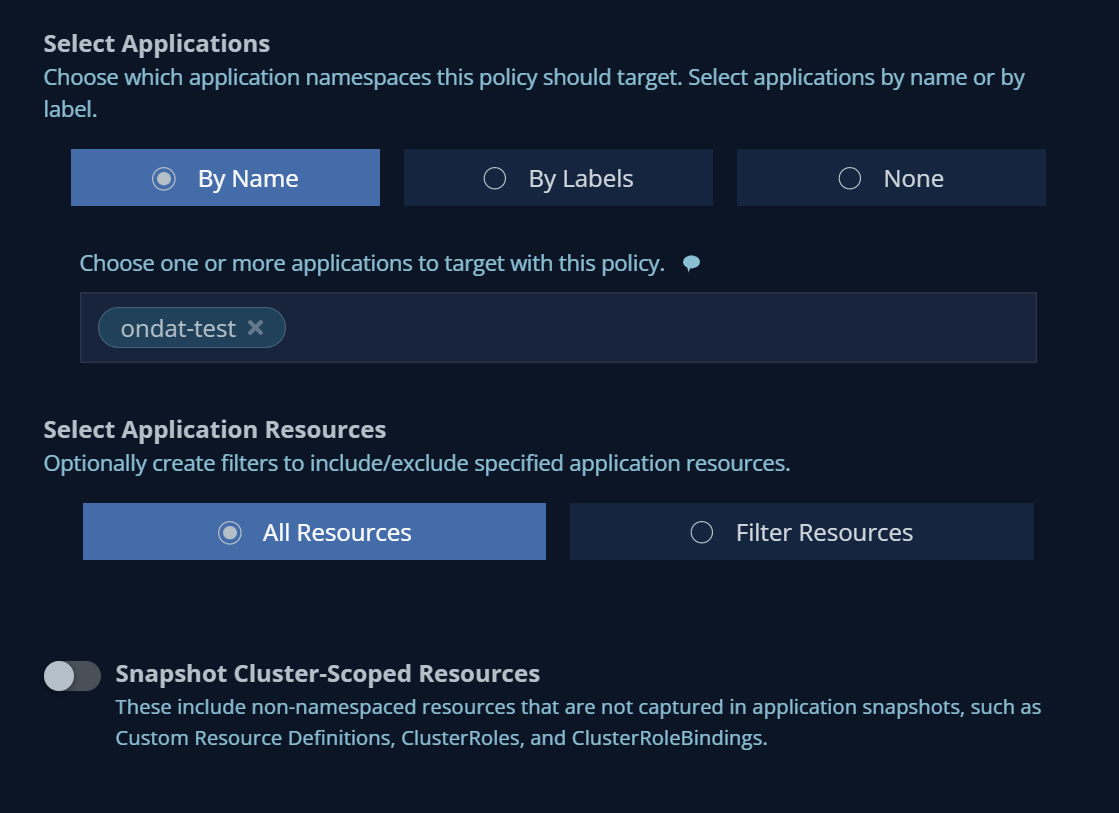 Select Applications
Choose which application namespaces this policy should target. Select applications by name or by
label.
By Name
By Labels
None
Choose one or more applications to target with this policy.
ondat-test
Select Application Resources
Optionally create filters to include/exclude specified application resources.
All Resources
Filter Resources
Snapshot Cluster-Scoped Resources
These include non-namespaced resources that are not captured in application snapshots, such as
Custom Resource Definitions, ClusterRoles, and ClusterRoleBindings.